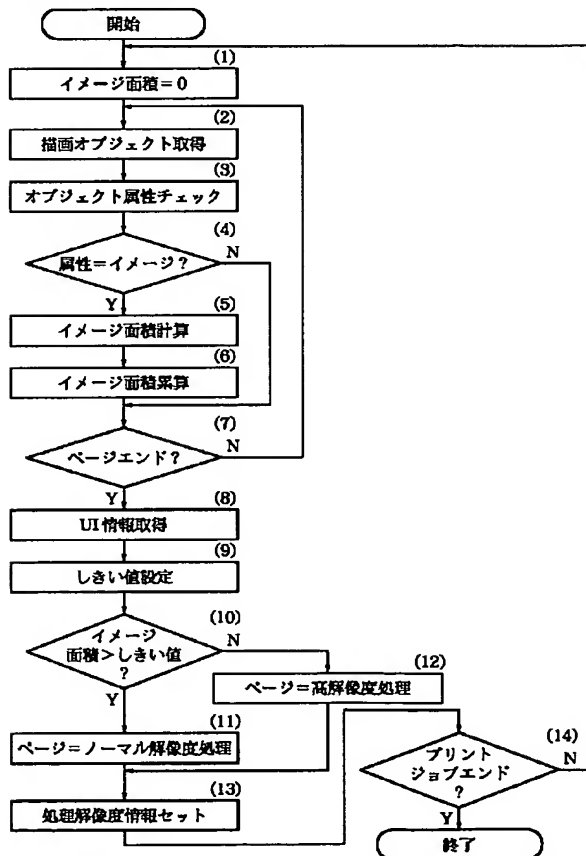 開始
(1)
イメージ面積=0
(2)
描画オブジェクト取得
(3)
オブジェクト属性チェック
(4)
属性=イメージ?
N
Y
(5)
イメージ面積計算
(6)
イメージ面積累算
(7)
ページエンド?
N
Y
(8)
UI情報取得
(9)
しきい値設定
(10)
イメージ
面積>しきい値
?
N
Y
(12)
ページ=高解像度処理
(11)
ページ=ノーマル解像度処理
(13)
処理解像度情報セット
(14)
プリント
ジョブエンド
?
N
Y
終了